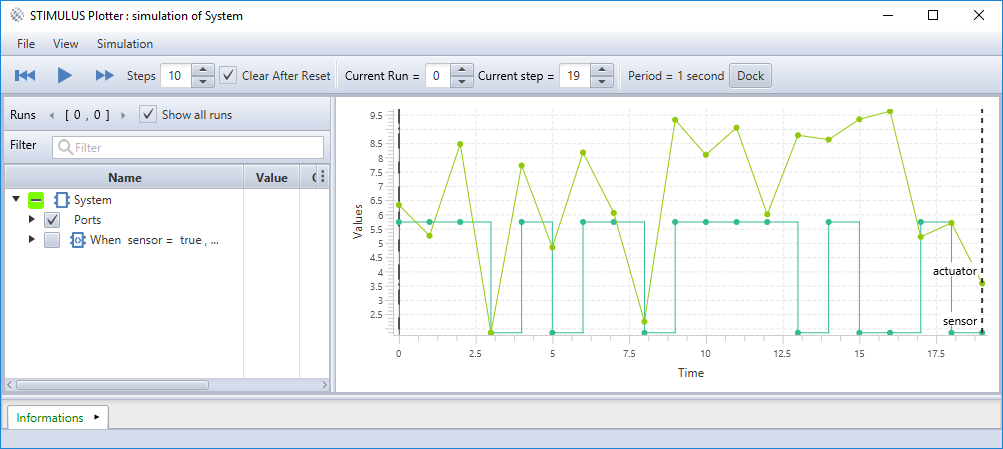 STIMULUS Plotter : simulation of System
File View Simulation
Steps 10 Clear After Reset Current Run = 0 Current step = 19 Period = 1 second Dock
Runs [ 0 , 0 ] Show all runs
Filter Filter
Name Value
System
Ports
When sensor = true , ...
Values
9.5
8.5
8
7.5
7
6.5
6
5.5
5
4.5
4
3.5
3
2.5
actuator
sensor
0 2.5 5 7.5 10 12.5 15 17.5
Time
Informations